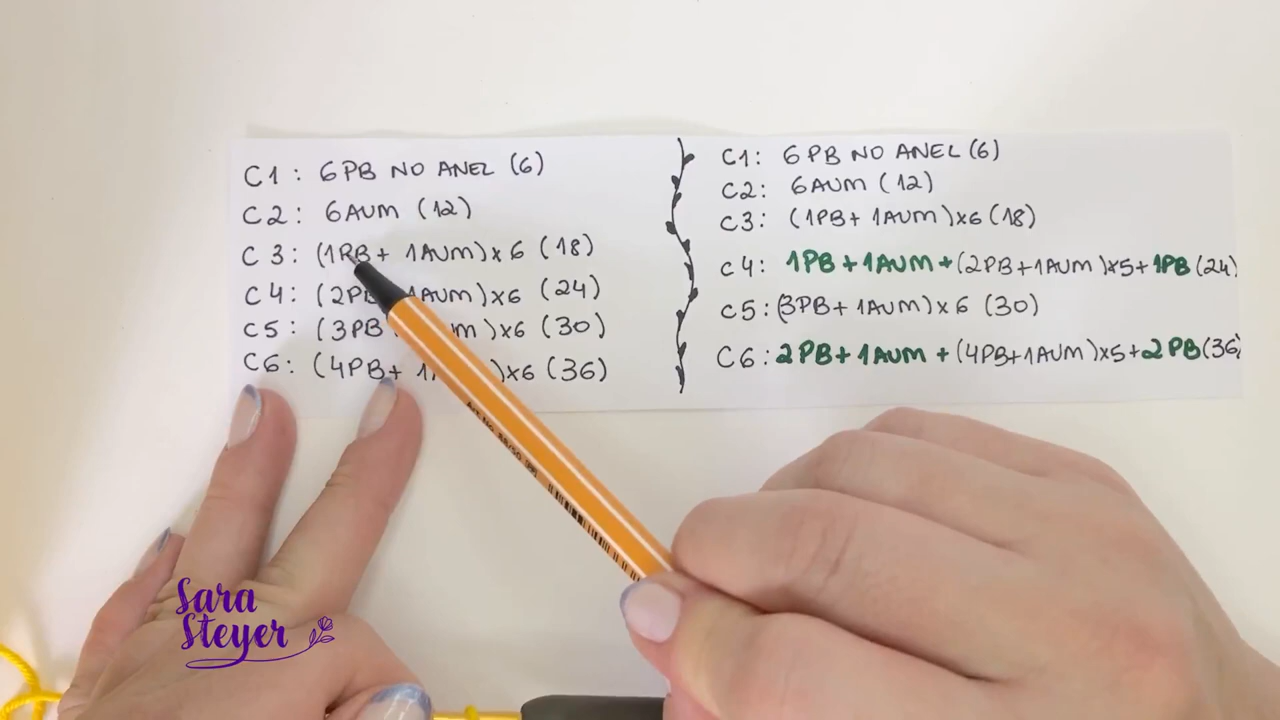 C1: 6PB NO ANEL (6)
C2: 6AUM (12)
C3: (1PB+ 1AUM)x6 (18)
C4: (2PB 1AUM)x6 (24)
C5: (3PB )x6 (30)
C6: (4PB+ )x6 (36)
C1: 6PB NO ANEL (6)
C2: 6AUM (12)
C3: (1PB+ 1AUM)x6 (18)
C4: 1PB+1AUM+(2PB+1AUM)x5+1PB (24)
C5: (3PB+1AUM)x6 (30)
C6: 2PB+1AUM+(4PB+1AUM)x5+2PB(36)
Sara
Steyer